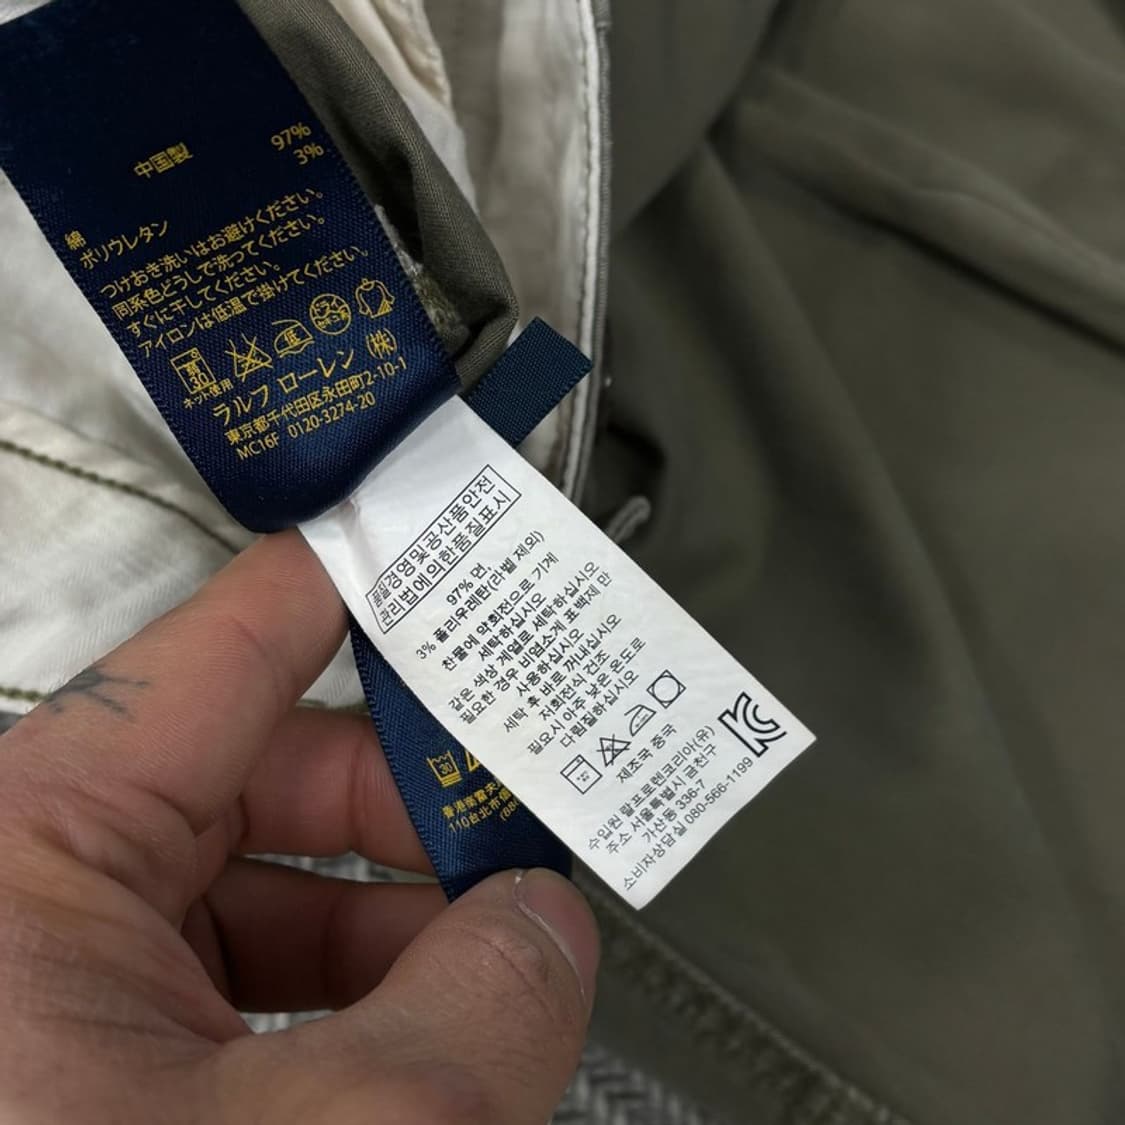 中国製
97%
3%
綿
ポリウレタン
つけおき洗いはお避けください。
同系色どうしで洗ってください。
すぐに干してください。
アイロンは低温で掛けてください。
弱
30
低
ネット使用
ラルフ ローレン (株)
東京都千代田区永田町2-10-1
MC16F 0120-3274-20
품질경영및공산품안전
관리법에의한품질표시
97% 면,
3% 폴리우레탄(라벨 제외)
찬물에 약회전으로 기계
세탁하십시오
같은 색상 계열로 세탁하십시오
필요한 경우 비염소계 표백제 만
사용하십시오
세탁 후 바로 꺼내십시오
저회전식 건조
필요시 아주 낮은 온도로
다림질하십시오
제조국 중국
수입원 랄프로렌코리아(유)
주소 서울특별시 금천구
가산동 336-7
소비자상담실 080-566-1199
30
110台北市